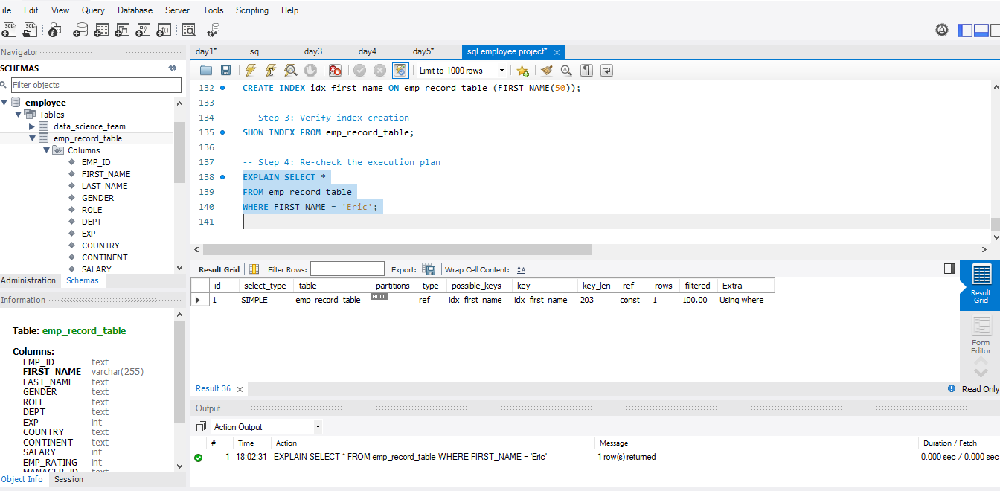 File Edit View Query Database Server Tools Scripting Help
Navigator
SCHEMAS
Filter objects
employee
Tables
data_science_team
emp_record_table
Columns
EMP_ID
FIRST_NAME
LAST_NAME
GENDER
ROLE
DEPT
EXP
COUNTRY
CONTINENT
SALARY
Administration Schemas
Information
Table: emp_record_table
Columns:
EMP_ID text
FIRST_NAME varchar(255)
LAST_NAME text
GENDER text
ROLE text
DEPT text
EXP int
COUNTRY text
CONTINENT text
SALARY int
EMP_RATING int
MANAGER_ID text
Object Info Session
day1* sq day3 day4 day5* sql employee project*
Limit to 1000 rows
132 CREATE INDEX idx_first_name ON emp_record_table (FIRST_NAME(50));
133
134 -- Step 3: Verify index creation
135 SHOW INDEX FROM emp_record_table;
136
137 -- Step 4: Re-check the execution plan
138 EXPLAIN SELECT *
139 FROM emp_record_table
140 WHERE FIRST_NAME = 'Eric';
141
Result Grid Filter Rows: Export: Wrap Cell Content:
id select_type table partitions type possible_keys key key_len ref rows filtered Extra
1 SIMPLE emp_record_table NULL ref idx_first_name idx_first_name 203 const 1 100.00 Using where
Result
Grid
Form
Editor
Result 36
Read Only
Output
Action Output
# Time Action Message Duration / Fetch
1 18:02:31 EXPLAIN SELECT * FROM emp_record_table WHERE FIRST_NAME = 'Eric' 1 row(s) returned 0.000 sec / 0.000 sec